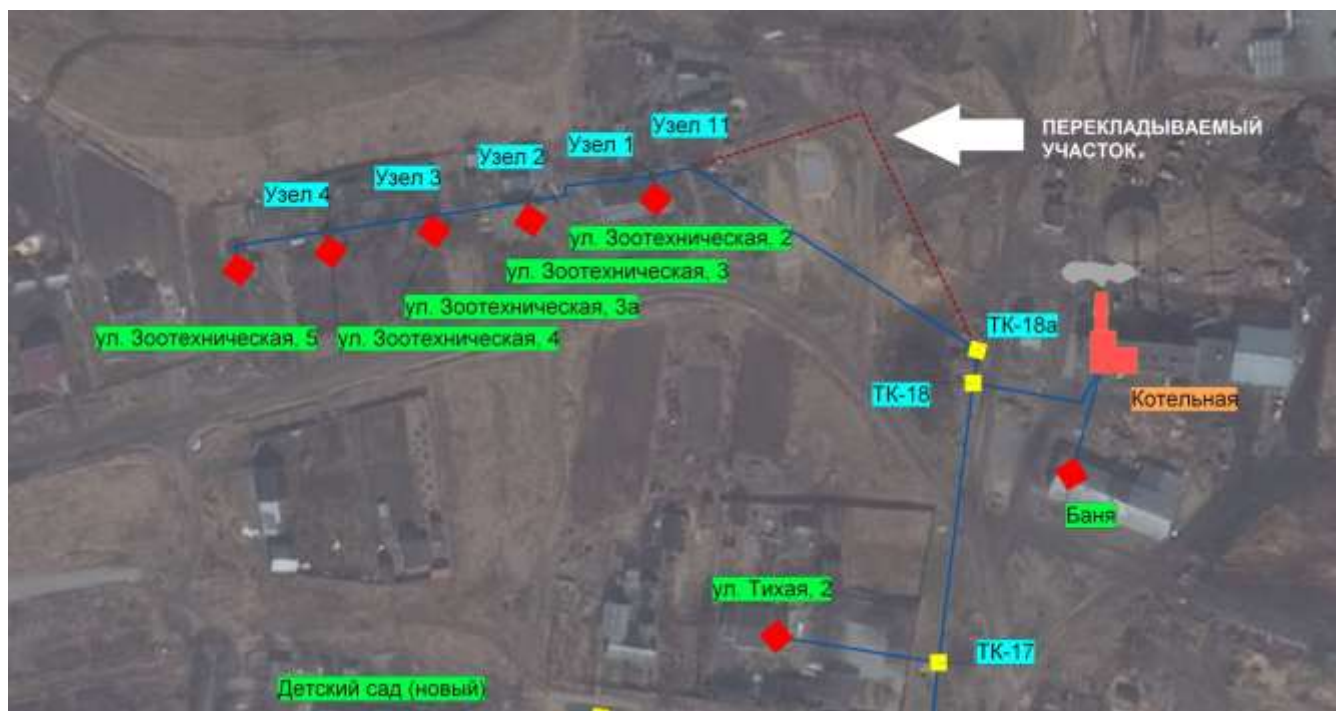 Узел 11
ПЕРЕКЛАДЫВАЕМЫЙ
УЧАСТОК.
Узел 1
Узел 2
Узел 3
Узел 4
ул. Зоотехническая, 2
ул. Зоотехническая, 3
ул. Зоотехническая, 3а
ул. Зоотехническая, 5
ул. Зоотехническая, 4
ТК-18а
ТК-18
Котельная
Баня
ул. Тихая, 2
ТК-17
Детский сад (новый)